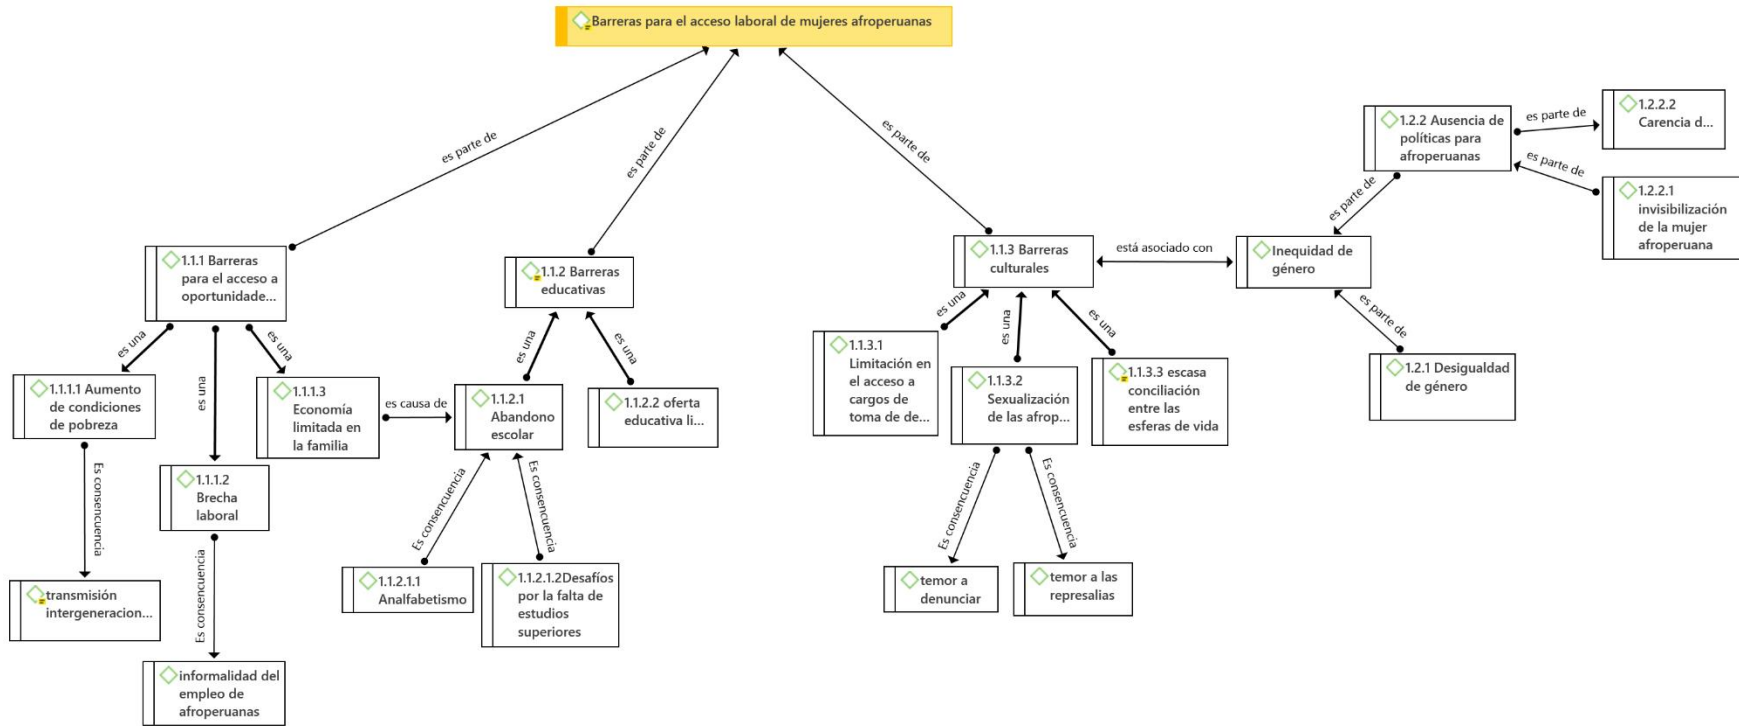 Barreras para el acceso laboral de mujeres afroperuanas
es parte de
es parte de
es parte de
1.1.1 Barreras
para el acceso a
oportunidade...
1.1.2 Barreras
educativas
1.1.3 Barreras
culturales
está asociado con
Inequidad de
género
es parte de
1.2.2 Ausencia de
políticas para
afroperuanas
es parte de
1.2.2.2
Carencia d...
es parte de
1.2.2.1
invisibilización
de la mujer
afroperuana
es parte de
1.2.1 Desigualdad
de género
es una
es una
es una
1.1.1.1 Aumento
de condiciones
de pobreza
1.1.1.2
Brecha
laboral
1.1.1.3
Economía
limitada en
la familia
es causa de
es una
es una
1.1.2.1
Abandono
escolar
1.1.2.2 oferta
educativa li...
es una
es una
es una
1.1.3.1
Limitación en
el acceso a
cargos de
toma de de...
1.1.3.2
Sexualización
de las afrop...
1.1.3.3 escasa
conciliación
entre las
esferas de vida
Es consencuencia
transmisión
intergeneracion...
Es consencuencia
informalidad del
empleo de
afroperuanas
Es consencuencia
Es consencuencia
1.1.2.1.1
Analfabetismo
1.1.2.1.2Desafíos
por la falta de
estudios
superiores
Es consencuencia
Es consencuencia
temor a
denunciar
temor a las
represalias